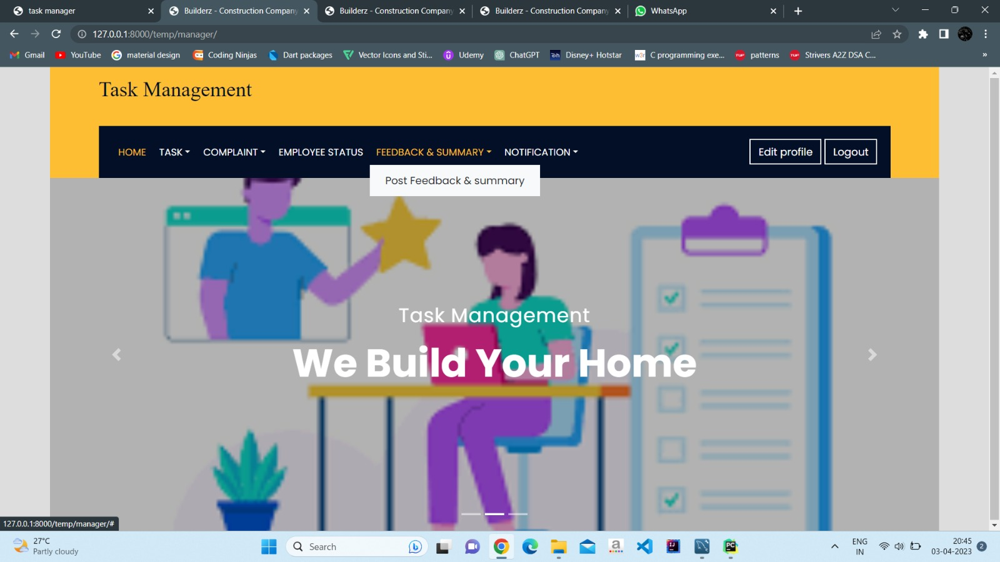 task manager
Builderz - Construction Company
Builderz - Construction Company
Builderz - Construction Company
WhatsApp
127.0.0.1:8000/temp/manager/
Gmail
YouTube
material design
Coding Ninjas
Dart packages
Vector Icons and Sti...
Udemy
ChatGPT
Disney+ Hotstar
C programming exe...
patterns
Strivers A2Z DSA C...
»
Task Management
HOME
TASK
COMPLAINT
EMPLOYEE STATUS
FEEDBACK & SUMMARY
NOTIFICATION
Edit profile
Logout
Post Feedback & summary
Task Management
We Build Your Home
127.0.0.1:8000/temp/manager/#
27°C
Partly cloudy
Search
ENG
IN
20:45
03-04-2023
2